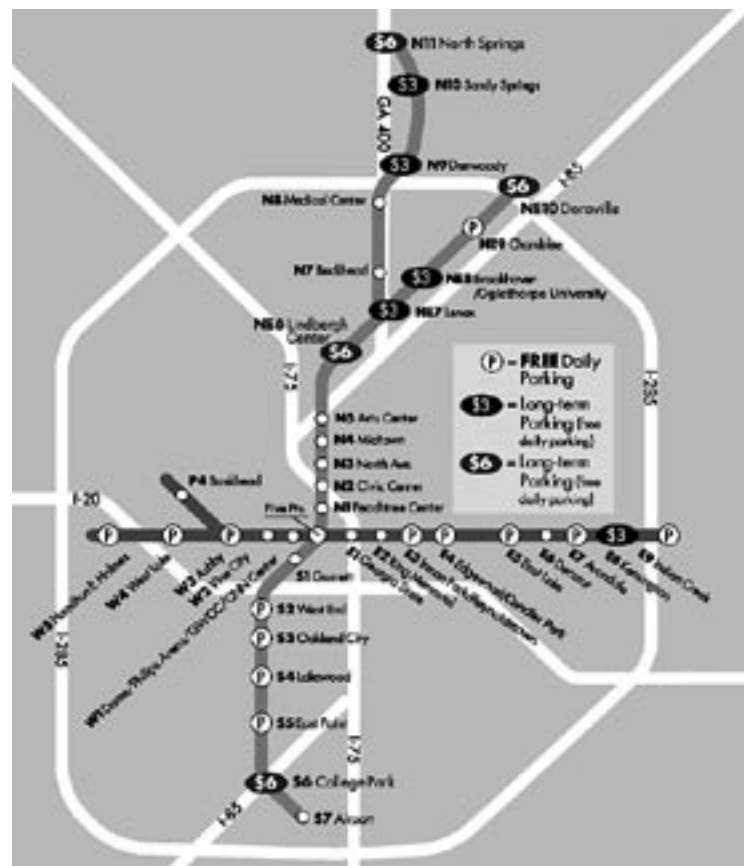 $6 N11 North Springs
$3 N10 Sandy Springs
GA 400
$3 N9 Dunwoody
I-85
$6
NE10 Doraville
N8 Medical Center
P NE9 Chamblee
N7 Buckhead
$3 NE8 Brookhaven
/Oglethorpe University
$3 NE7 Lenox
NE6 Lindbergh
Center
$6
I-75
I-285
P = FREE Daily
Parking
$3 = Long-term
Parking (free
daily parking)
$6 = Long-term
Parking (free
daily parking)
N5 Arts Center
N4 Midtown
N3 North Ave
N2 Civic Center
N1 Peachtree Center
P4 Bankhead
I-20
Five Pts.
P P P P P P P P $3 P
W5 Hamilton E. Holmes
W4 West Lake
W3 Ashby
W2 Vine City
W1 Dome/Philips Arena/GWCC/CNN Center
S1 Garnett
E1 Georgia State
E2 King Memorial
E3 Inman Park/Reynoldstown
E4 Edgewood/Candler Park
E5 East Lake
E6 Decatur
E7 Avondale
E8 Kensington
E9 Indian Creek
P S2 West End
P S3 Oakland City
P S4 Lakewood
P S5 East Point
I-285
I-75
$6 S6 College Park
I-85
S7 Airport